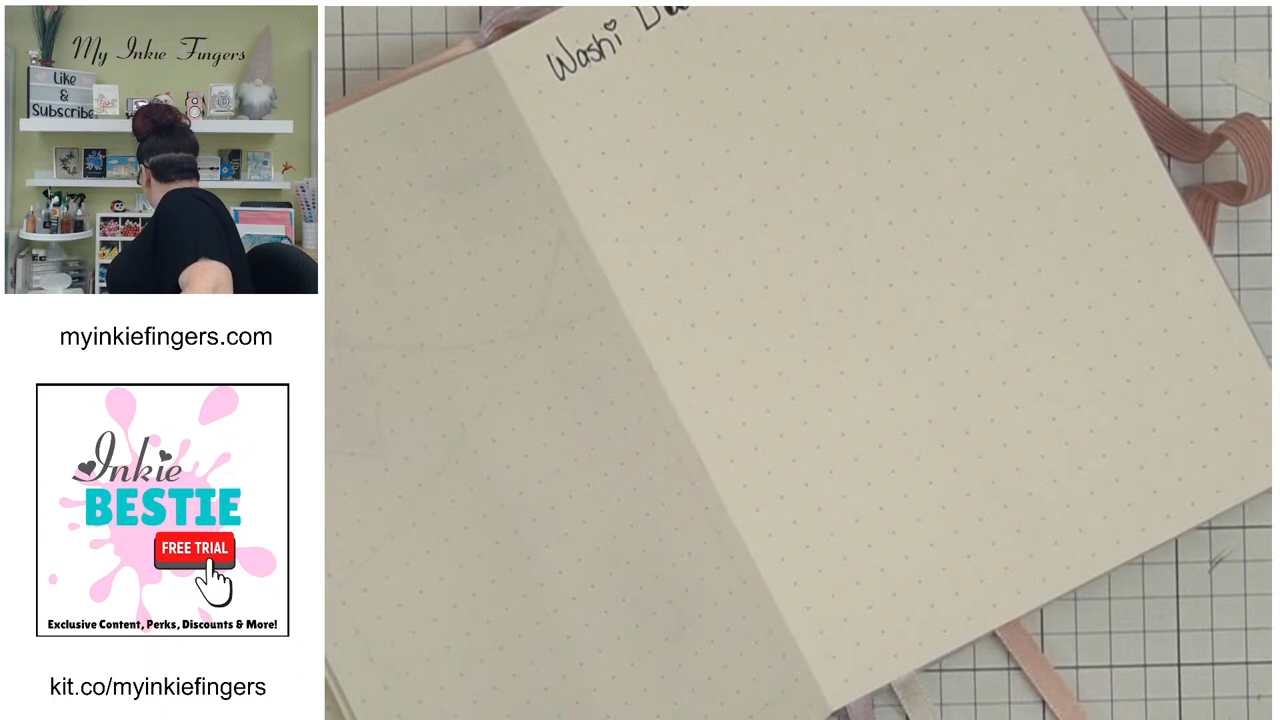 My Inkie Fingers
Like
&
Subscribe
myinkiefingers.com
Inkie
BESTIE
FREE TRIAL
Exclusive Content, Perks, Discounts & More!
kit.co/myinkiefingers
Washi